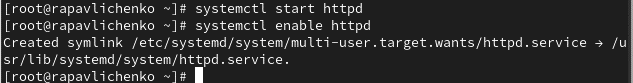 [root@rapavlichenko ~]# systemctl start httpd
[root@rapavlichenko ~]# systemctl enable httpd
Created symlink /etc/systemd/system/multi-user.target.wants/httpd.service → /u
sr/lib/systemd/system/httpd.service.
[root@rapavlichenko ~]#